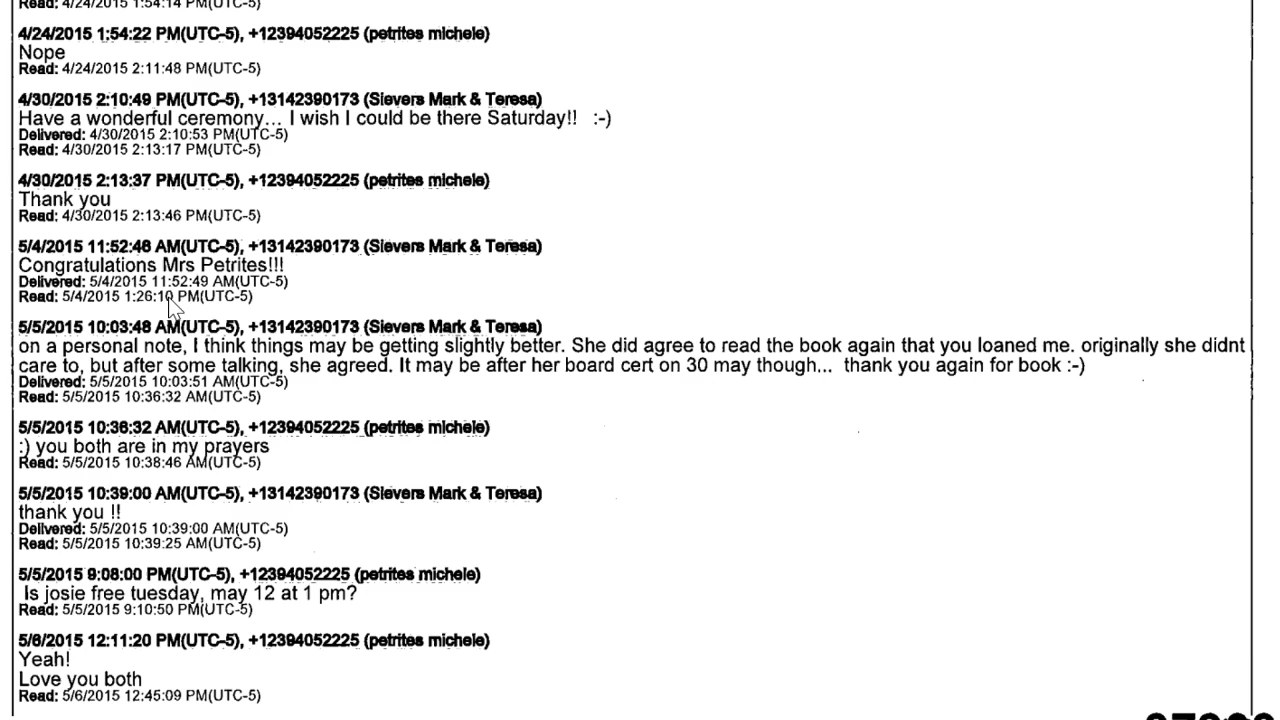 Read: 4/24/2015 1:54:14 PM(UTC-5)
4/24/2015 1:54:22 PM(UTC-5), +12394052225 (petrites michele)
Nope
Read: 4/24/2015 2:11:48 PM(UTC-5)
4/30/2015 2:10:49 PM(UTC-5), +13142390173 (Sievers Mark & Teresa)
Have a wonderful ceremony... I wish I could be there Saturday!! :-)
Delivered: 4/30/2015 2:10:53 PM(UTC-5)
Read: 4/30/2015 2:13:17 PM(UTC-5)
4/30/2015 2:13:37 PM(UTC-5), +12394052225 (petrites michele)
Thank you
Read: 4/30/2015 2:13:46 PM(UTC-5)
5/4/2015 11:52:46 AM(UTC-5), +13142390173 (Sievers Mark & Teresa)
Congratulations Mrs Petrites!!!
Delivered: 5/4/2015 11:52:49 AM(UTC-5)
Read: 5/4/2015 1:26:10 PM(UTC-5)
5/5/2015 10:03:48 AM(UTC-5), +13142390173 (Sievers Mark & Teresa)
on a personal note, I think things may be getting slightly better. She did agree to read the book again that you loaned me. originally she didnt
care to, but after some talking, she agreed. It may be after her board cert on 30 may though... thank you again for book :-)
Delivered: 5/5/2015 10:03:51 AM(UTC-5)
Read: 5/5/2015 10:36:32 AM(UTC-5)
5/5/2015 10:36:32 AM(UTC-5), +12394052225 (petrites michele)
:) you both are in my prayers
Read: 5/5/2015 10:38:46 AM(UTC-5)
5/5/2015 10:39:00 AM(UTC-5), +13142390173 (Sievers Mark & Teresa)
thank you !!
Delivered: 5/5/2015 10:39:00 AM(UTC-5)
Read: 5/5/2015 10:39:25 AM(UTC-5)
5/5/2015 9:08:00 PM(UTC-5), +12394052225 (petrites michele)
Is josie free tuesday, may 12 at 1 pm?
Read: 5/5/2015 9:10:50 PM(UTC-5)
5/6/2015 12:11:20 PM(UTC-5), +12394052225 (petrites michele)
Yeah!
Love you both
Read: 5/6/2015 12:45:09 PM(UTC-5)